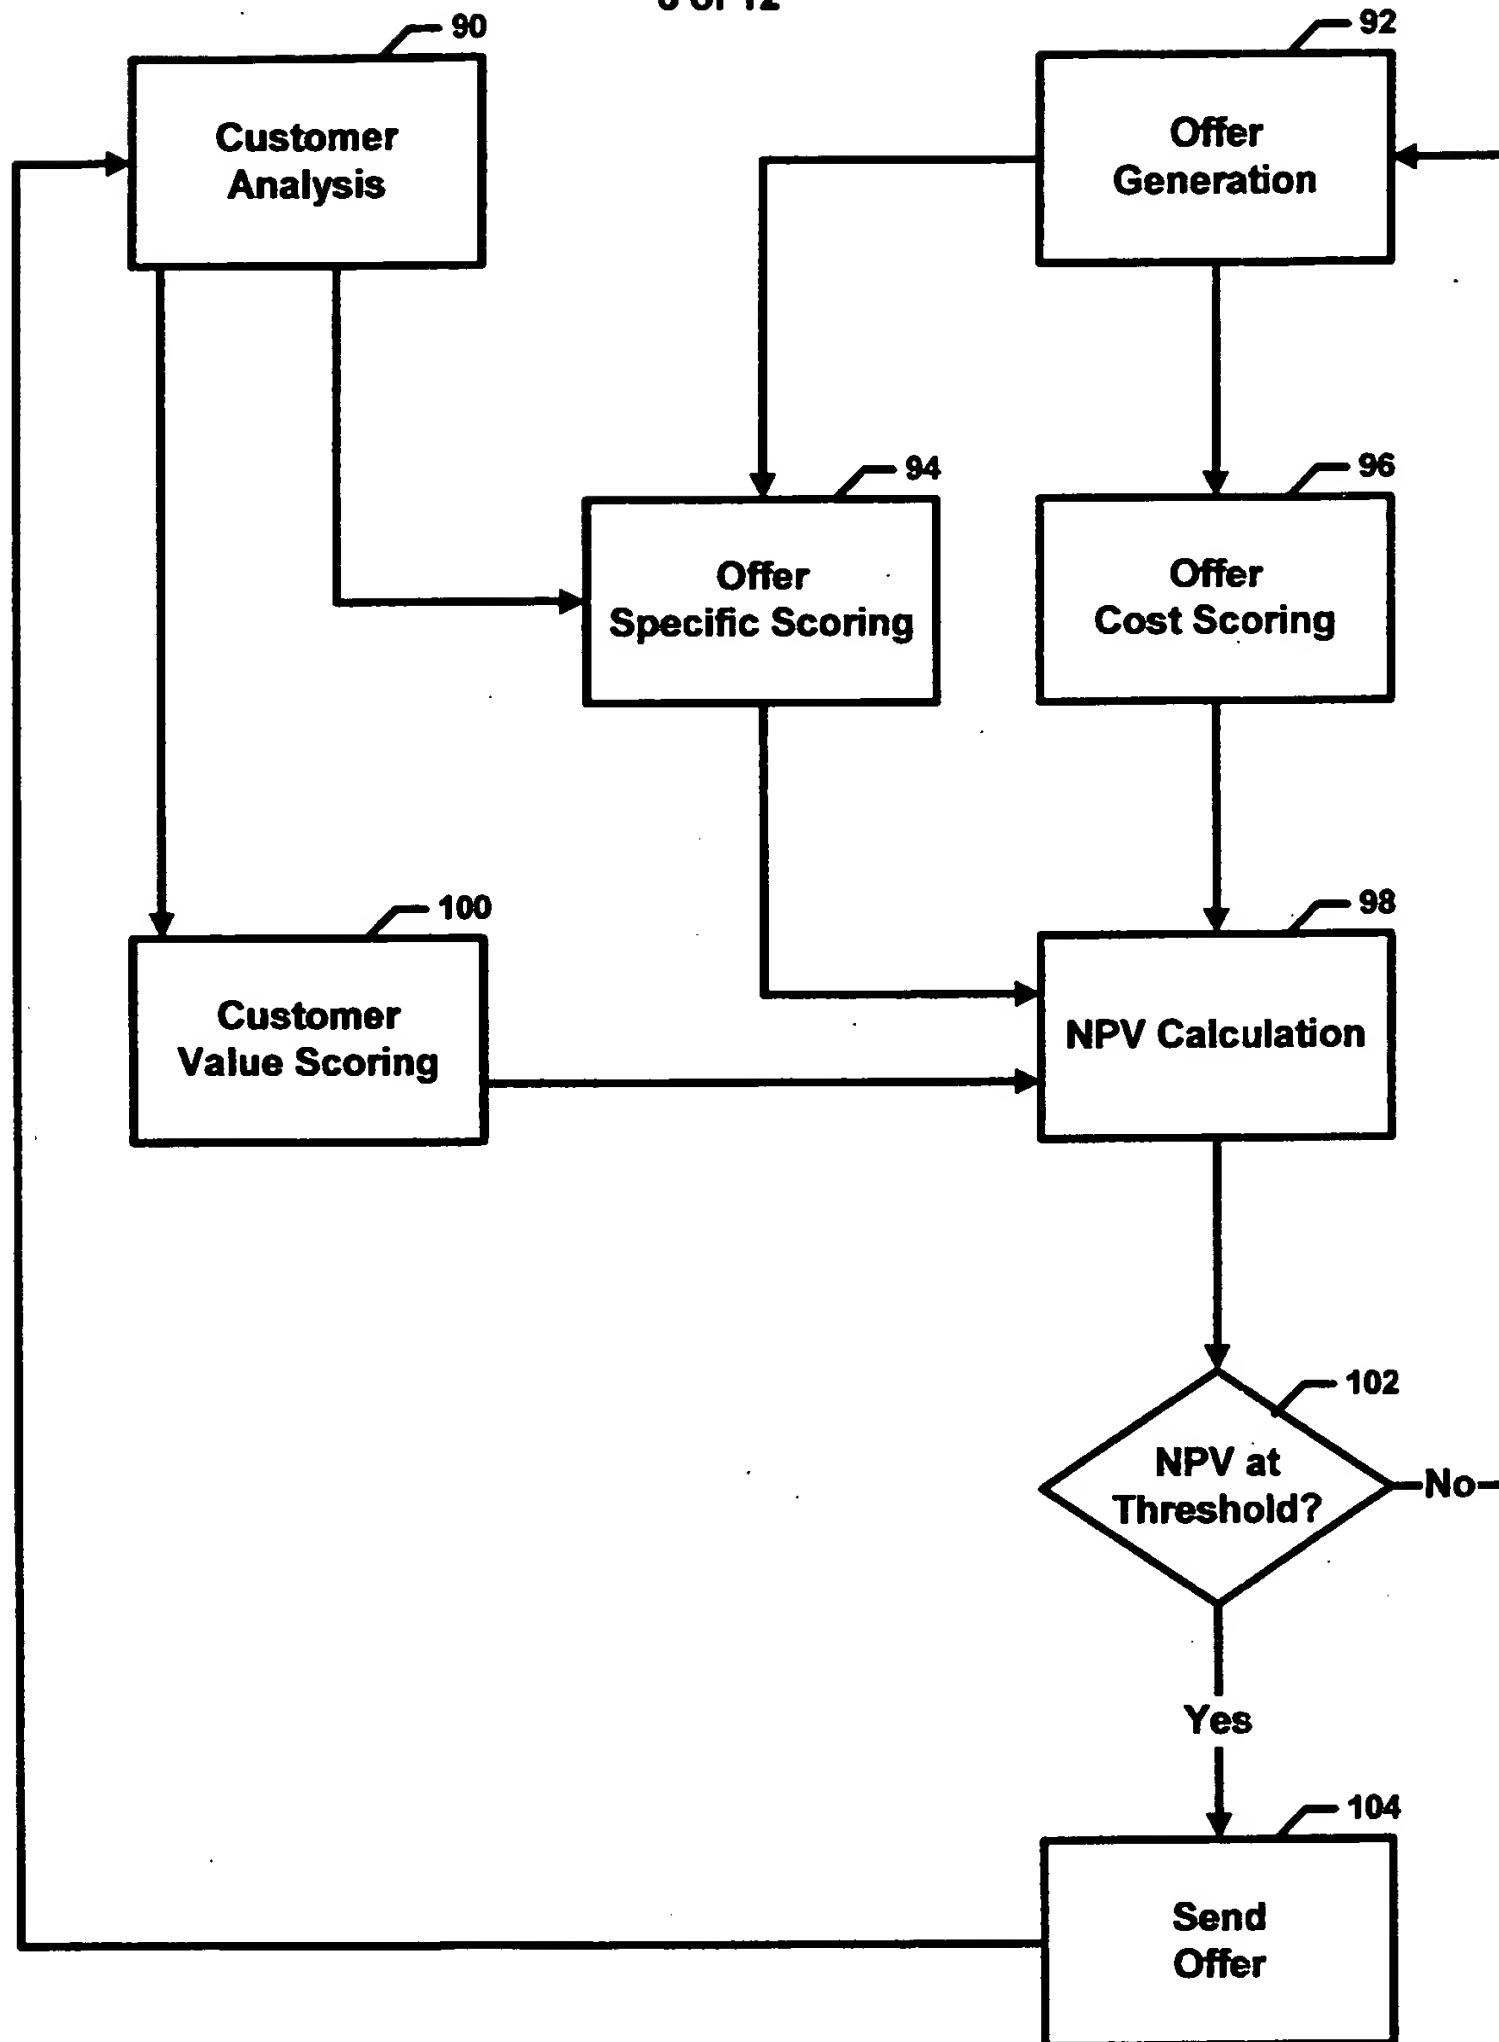 90
92
Customer
Analysis
Offer
Generation
94
96
Offer
Specific Scoring
Offer
Cost Scoring
100
98
Customer
Value Scoring
NPV Calculation
102
NPV at
Threshold?
No
Yes
104
Send
Offer